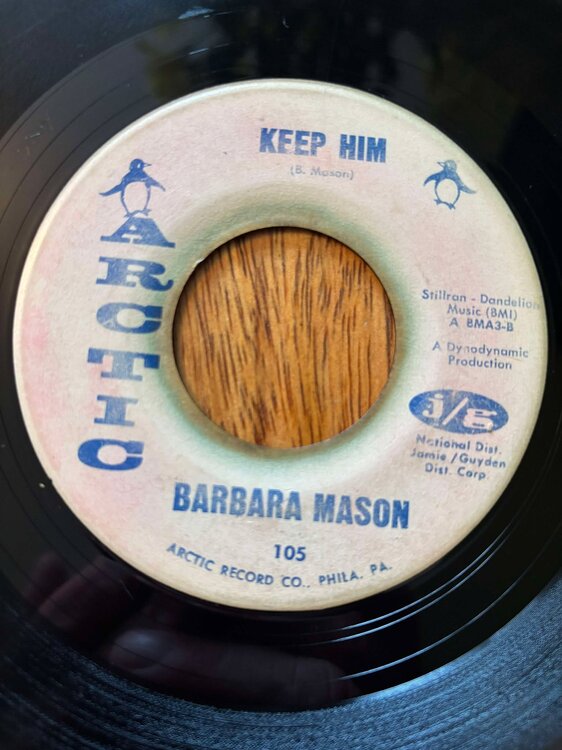 KEEP HIM
(B. Mason)
ARCTIC
Stillran - Dandelion
Music (BMI)
A BMA3-B
A Dynodynamic
Production
j/g
National Dist.
Jamie/Guyden
Dist. Corp.
BARBARA MASON
105
ARCTIC RECORD CO., PHILA. PA.